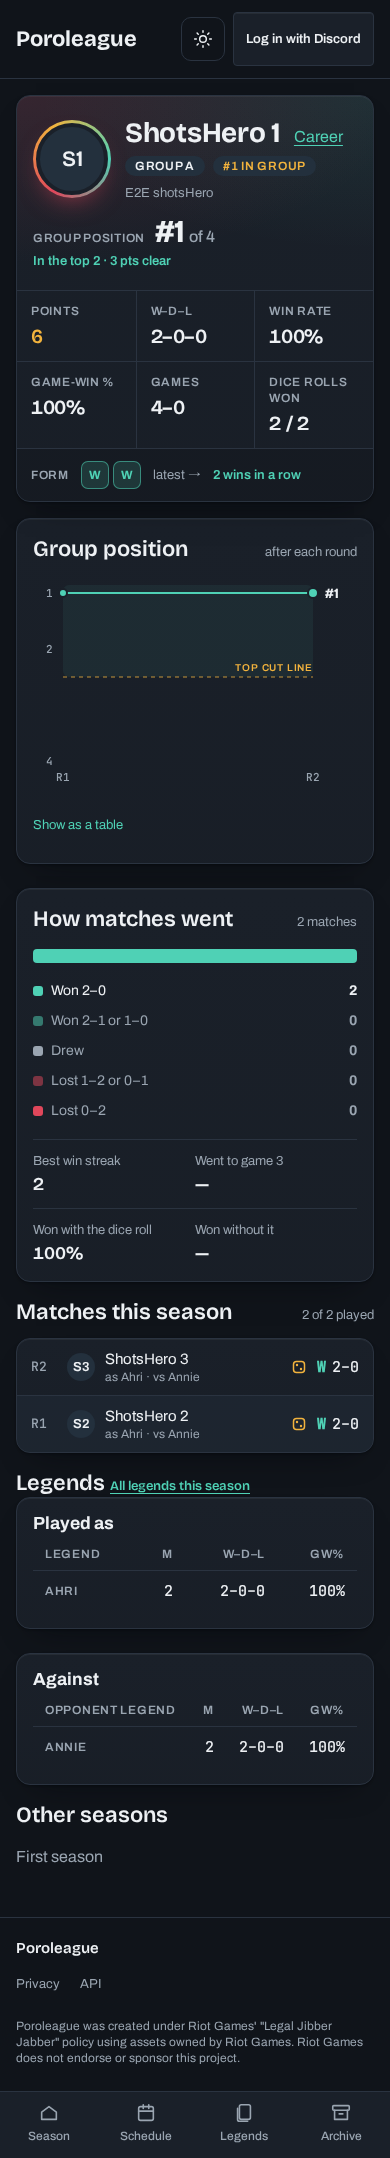 Poroleague
Log in with Discord
S1
ShotsHero 1 Career
GROUP A #1 IN GROUP
E2E shotsHero
GROUP POSITION #1 of 4
In the top 2 · 3 pts clear
POINTS W–D–L WIN RATE
6 2–0–0 100%
GAME-WIN % GAMES DICE ROLLS WON
100% 4–0 2 / 2
FORM W W latest → 2 wins in a row
Group position after each round
1 #1
2
TOP CUT LINE
4
R1 R2
Show as a table
How matches went 2 matches
Won 2–0 2
Won 2–1 or 1–0 0
Drew 0
Lost 1–2 or 0–1 0
Lost 0–2 0
Best win streak Went to game 3
2 —
Won with the dice roll Won without it
100% —
Matches this season 2 of 2 played
R2 S3 ShotsHero 3 W 2–0
as Ahri · vs Annie
R1 S2 ShotsHero 2 W 2–0
as Ahri · vs Annie
Legends All legends this season
Played as
LEGEND M W–D–L GW%
AHRI 2 2–0–0 100%
Against
OPPONENT LEGEND M W–D–L GW%
ANNIE 2 2–0–0 100%
Other seasons
First season
Poroleague
Privacy API
Poroleague was created under Riot Games' "Legal Jibber
Jabber" policy using assets owned by Riot Games. Riot Games
does not endorse or sponsor this project.
Season Schedule Legends Archive